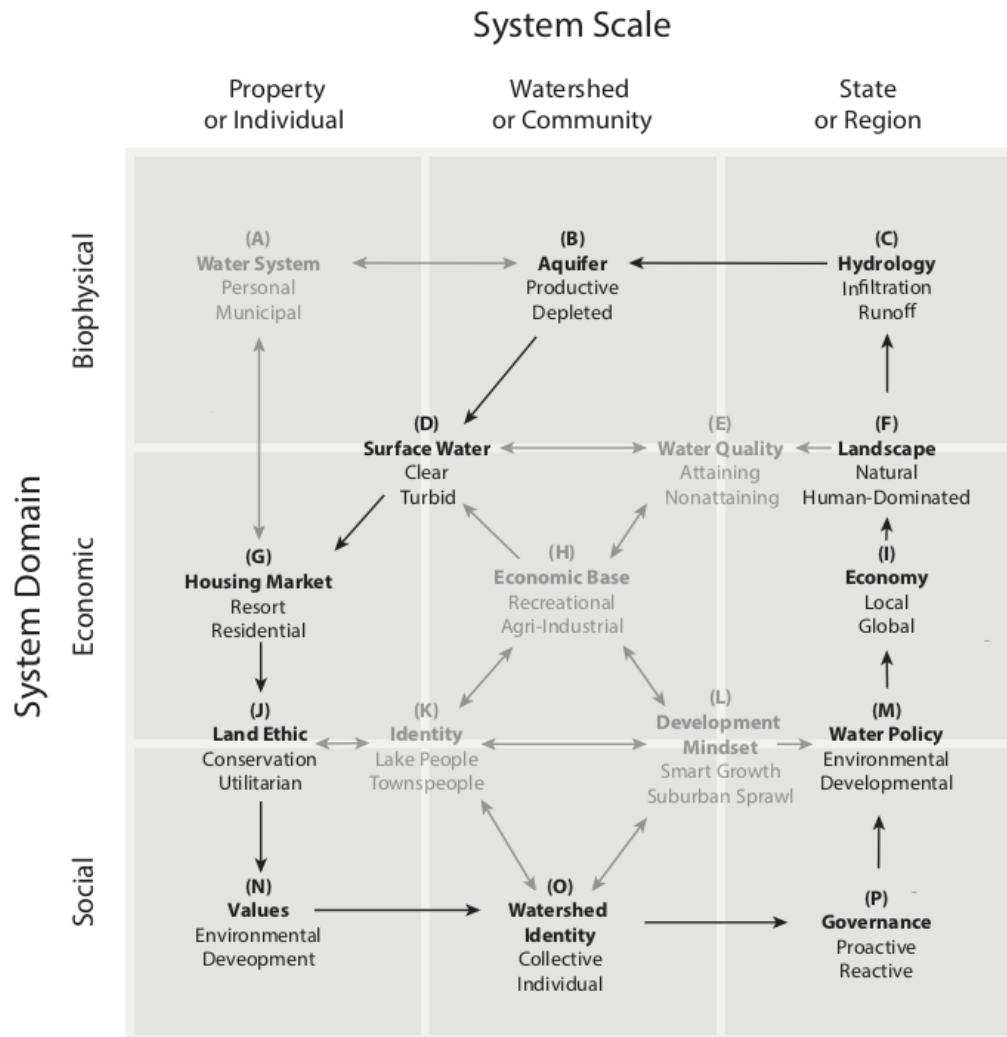 System Scale
Property
or Individual
Watershed
or Community
State
or Region
System Domain
Biophysical
Economic
Social
(A)
Water System
Personal
Municipal
(B)
Aquifer
Productive
Depleted
(C)
Hydrology
Infiltration
Runoff
(D)
Surface Water
Clear
Turbid
(E)
Water Quality
Attaining
Nonattaining
(F)
Landscape
Natural
Human-Dominated
(G)
Housing Market
Resort
Residential
(H)
Economic Base
Recreational
Agri-Industrial
(I)
Economy
Local
Global
(J)
Land Ethic
Conservation
Utilitarian
(K)
Identity
Lake People
Townspeople
(L)
Development
Mindset
Smart Growth
Suburban Sprawl
(M)
Water Policy
Environmental
Developmental
(N)
Values
Environmental
Deveopment
(O)
Watershed
Identity
Collective
Individual
(P)
Governance
Proactive
Reactive